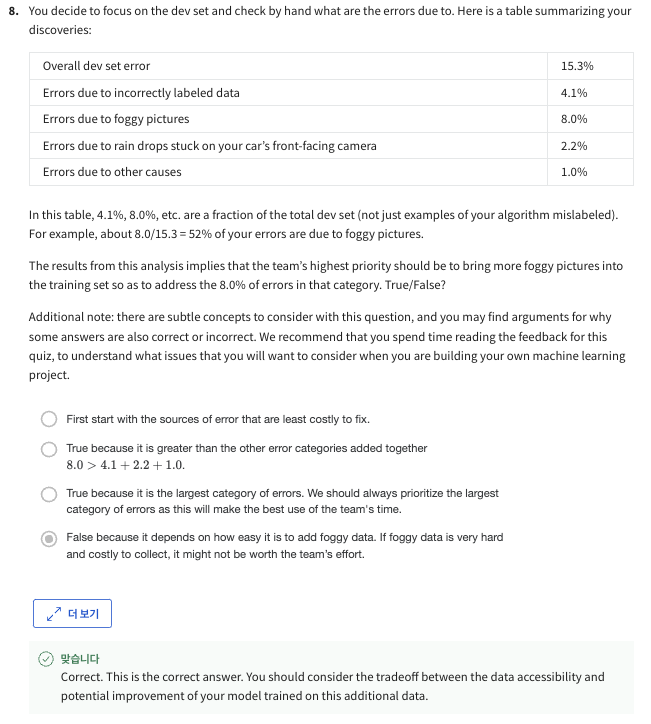 8. You decide to focus on the dev set and check by hand what are the errors due to. Here is a table summarizing your
discoveries:
Overall dev set error 15.3%
Errors due to incorrectly labeled data 4.1%
Errors due to foggy pictures 8.0%
Errors due to rain drops stuck on your car's front-facing camera 2.2%
Errors due to other causes 1.0%
In this table, 4.1%, 8.0%, etc. are a fraction of the total dev set (not just examples of your algorithm mislabeled).
For example, about 8.0/15.3 = 52% of your errors are due to foggy pictures.
The results from this analysis implies that the team's highest priority should be to bring more foggy pictures into
the training set so as to address the 8.0% of errors in that category. True/False?
Additional note: there are subtle concepts to consider with this question, and you may find arguments for why
some answers are also correct or incorrect. We recommend that you spend time reading the feedback for this
quiz, to understand what issues that you will want to consider when you are building your own machine learning
project.
First start with the sources of error that are least costly to fix.
True because it is greater than the other error categories added together
8.0 > 4.1 + 2.2 + 1.0.
True because it is the largest category of errors. We should always prioritize the largest
category of errors as this will make the best use of the team's time.
False because it depends on how easy it is to add foggy data. If foggy data is very hard
and costly to collect, it might not be worth the team's effort.
더 보기
맞습니다
Correct. This is the correct answer. You should consider the tradeoff between the data accessibility and
potential improvement of your model trained on this additional data.